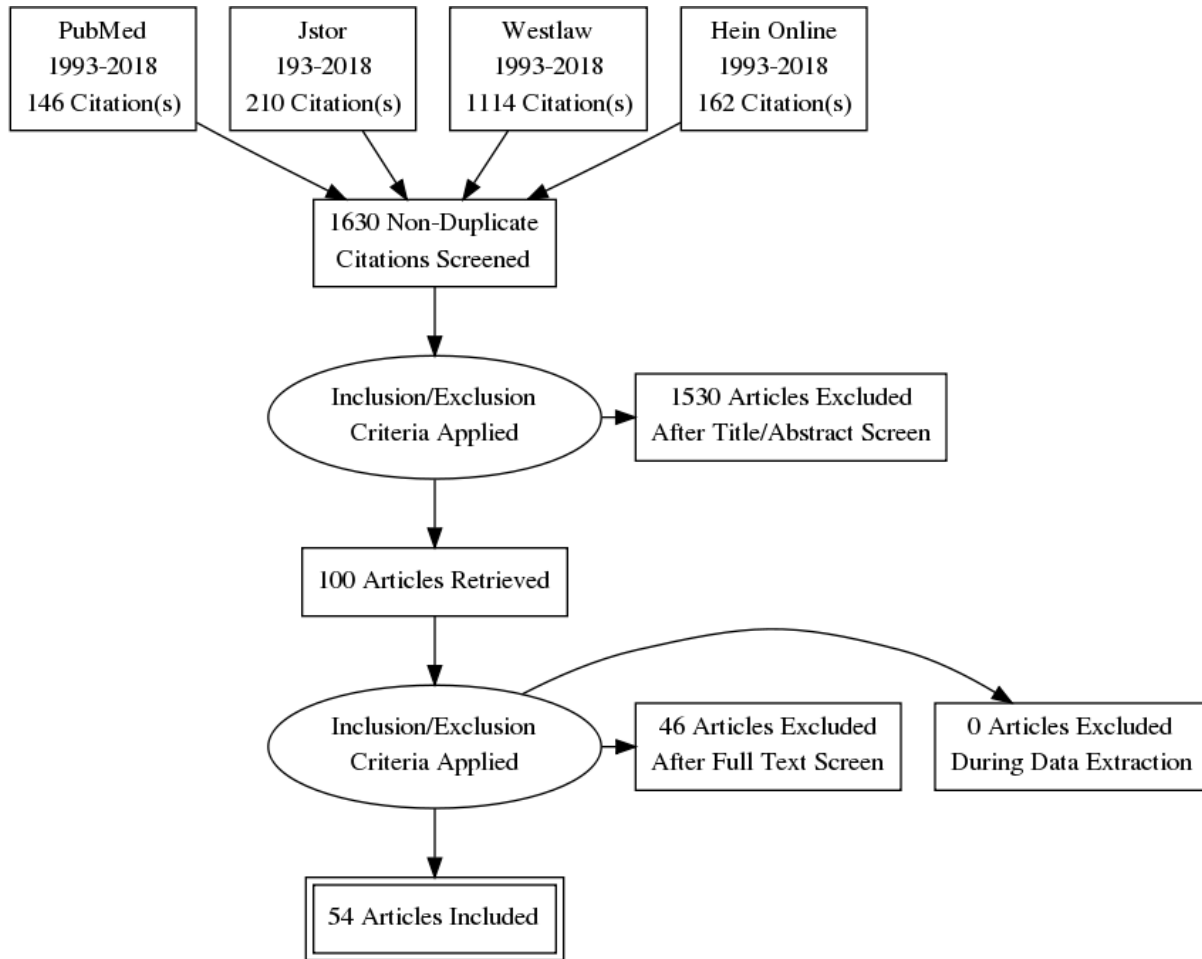 PubMed
1993-2018
146 Citation(s)
Jstor
193-2018
210 Citation(s)
Westlaw
1993-2018
1114 Citation(s)
Hein Online
1993-2018
162 Citation(s)
1630 Non-Duplicate
Citations Screened
Inclusion/Exclusion
Criteria Applied
1530 Articles Excluded
After Title/Abstract Screen
100 Articles Retrieved
Inclusion/Exclusion
Criteria Applied
46 Articles Excluded
After Full Text Screen
0 Articles Excluded
During Data Extraction
54 Articles Included